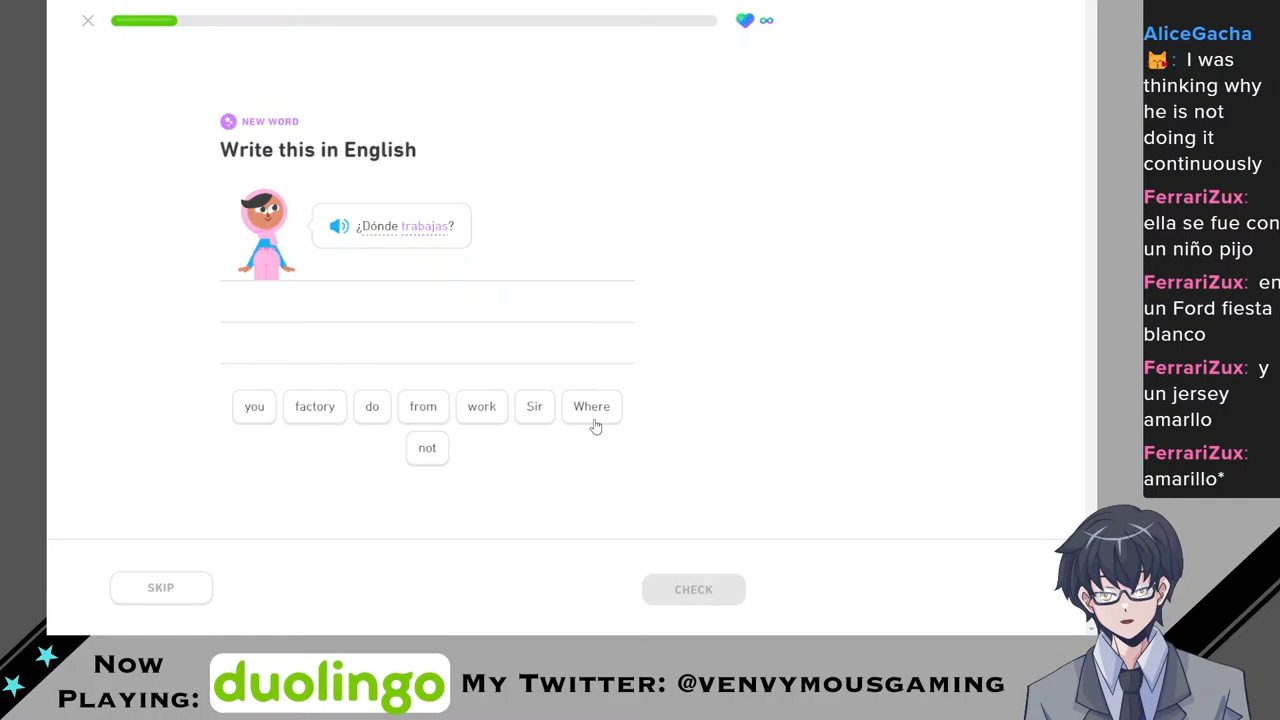 NEW WORD
Write this in English
¿Dónde trabajas?
you factory do from work Sir Where
not
SKIP
CHECK
AliceGacha
: I was
thinking why
he is not
doing it
continuously
FerrariZux:
ella se fue con
un niño pijo
FerrariZux: en
un Ford fiesta
blanco
FerrariZux: y
un jersey
amarllo
FerrariZux:
amarillo*
Now
Playing:
duolingo
My Twitter: @venvymousgaming